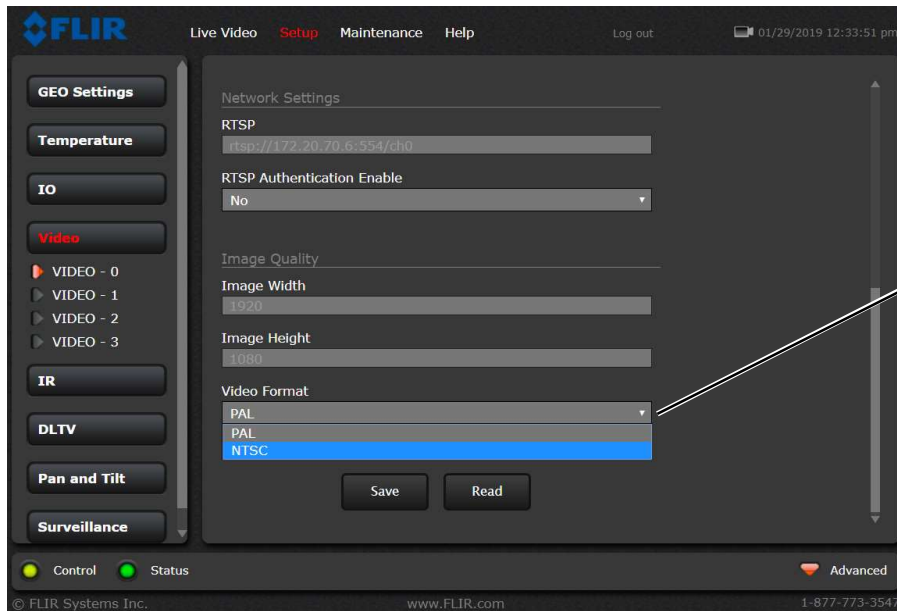 FLIR
Live Video Setup Maintenance Help Log out 01/29/2019 12:33:51 pm
GEO Settings
Temperature
IO
Video
VIDEO - 0
VIDEO - 1
VIDEO - 2
VIDEO - 3
IR
DLTV
Pan and Tilt
Surveillance
Network Settings
RTSP
rtsp://172.20.70.6:554/ch0
RTSP Authentication Enable
No
Image Quality
Image Width
1920
Image Height
1080
Video Format
PAL
PAL
NTSC
Save Read
Control Status Advanced
© FLIR Systems Inc. www.FLIR.com 1-877-773-3547